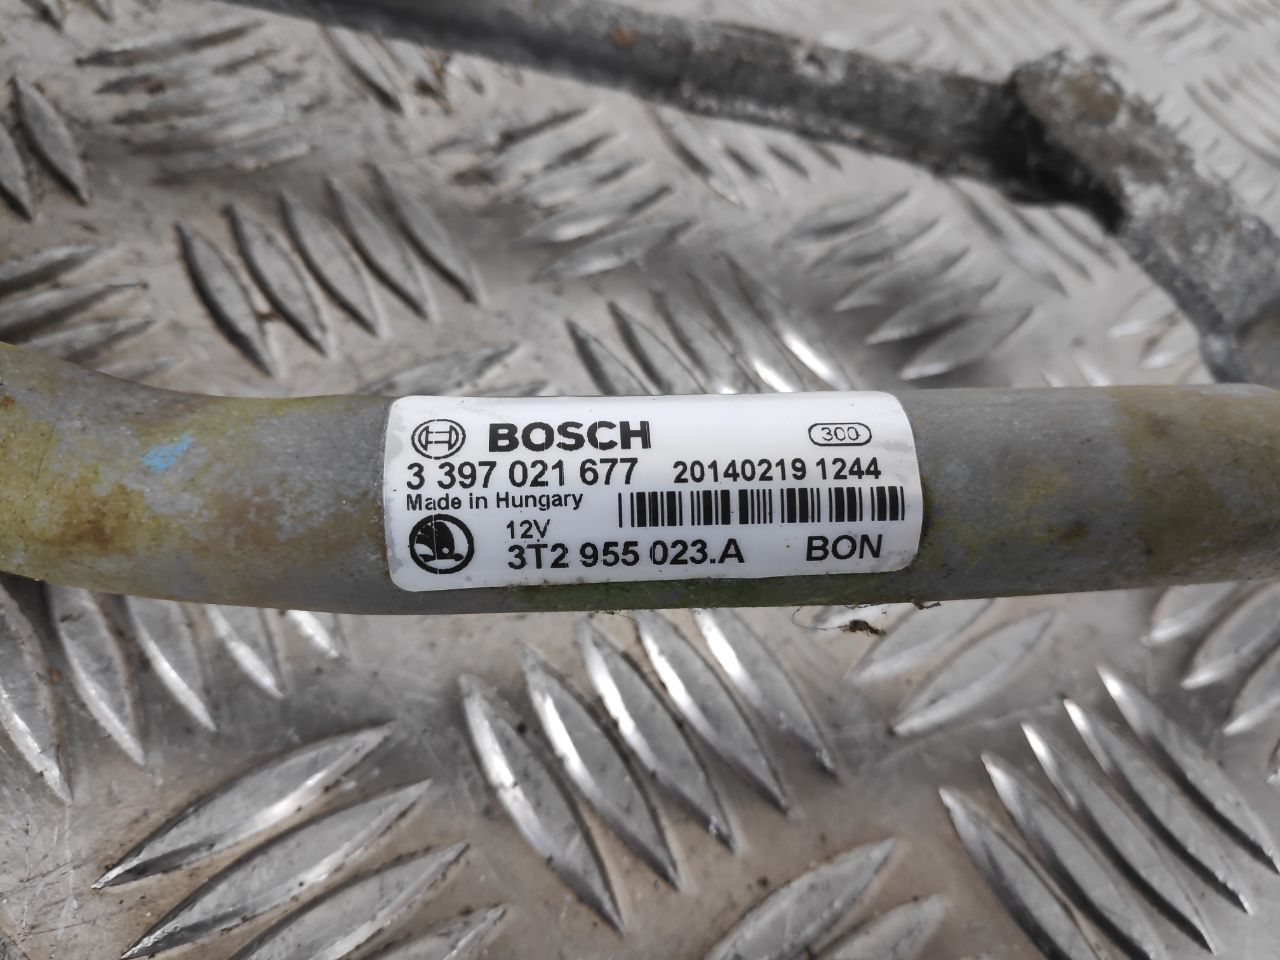 BOSCH 300
3 397 021 677 20140219 1244
Made in Hungary
12V
3T2 955 023.A BON